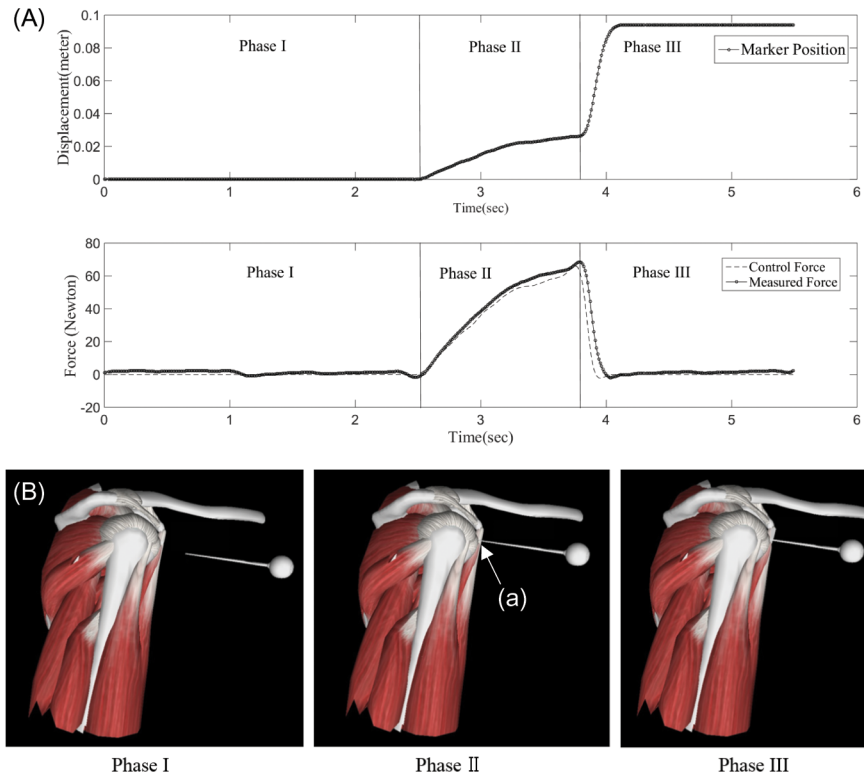 (A)
0.1
0.08
0.06
0.04
0.02
0
Displacement(meter)
Phase I
Phase II
Phase III
Marker Position
0 1 2 3 4 5 6
Time(sec)
80
60
40
20
0
-20
Force (Newton)
Phase I
Phase II
Phase III
Control Force
Measured Force
0 1 2 3 4 5 6
Time(sec)
(B)
(a)
Phase I
Phase Ⅱ
Phase III